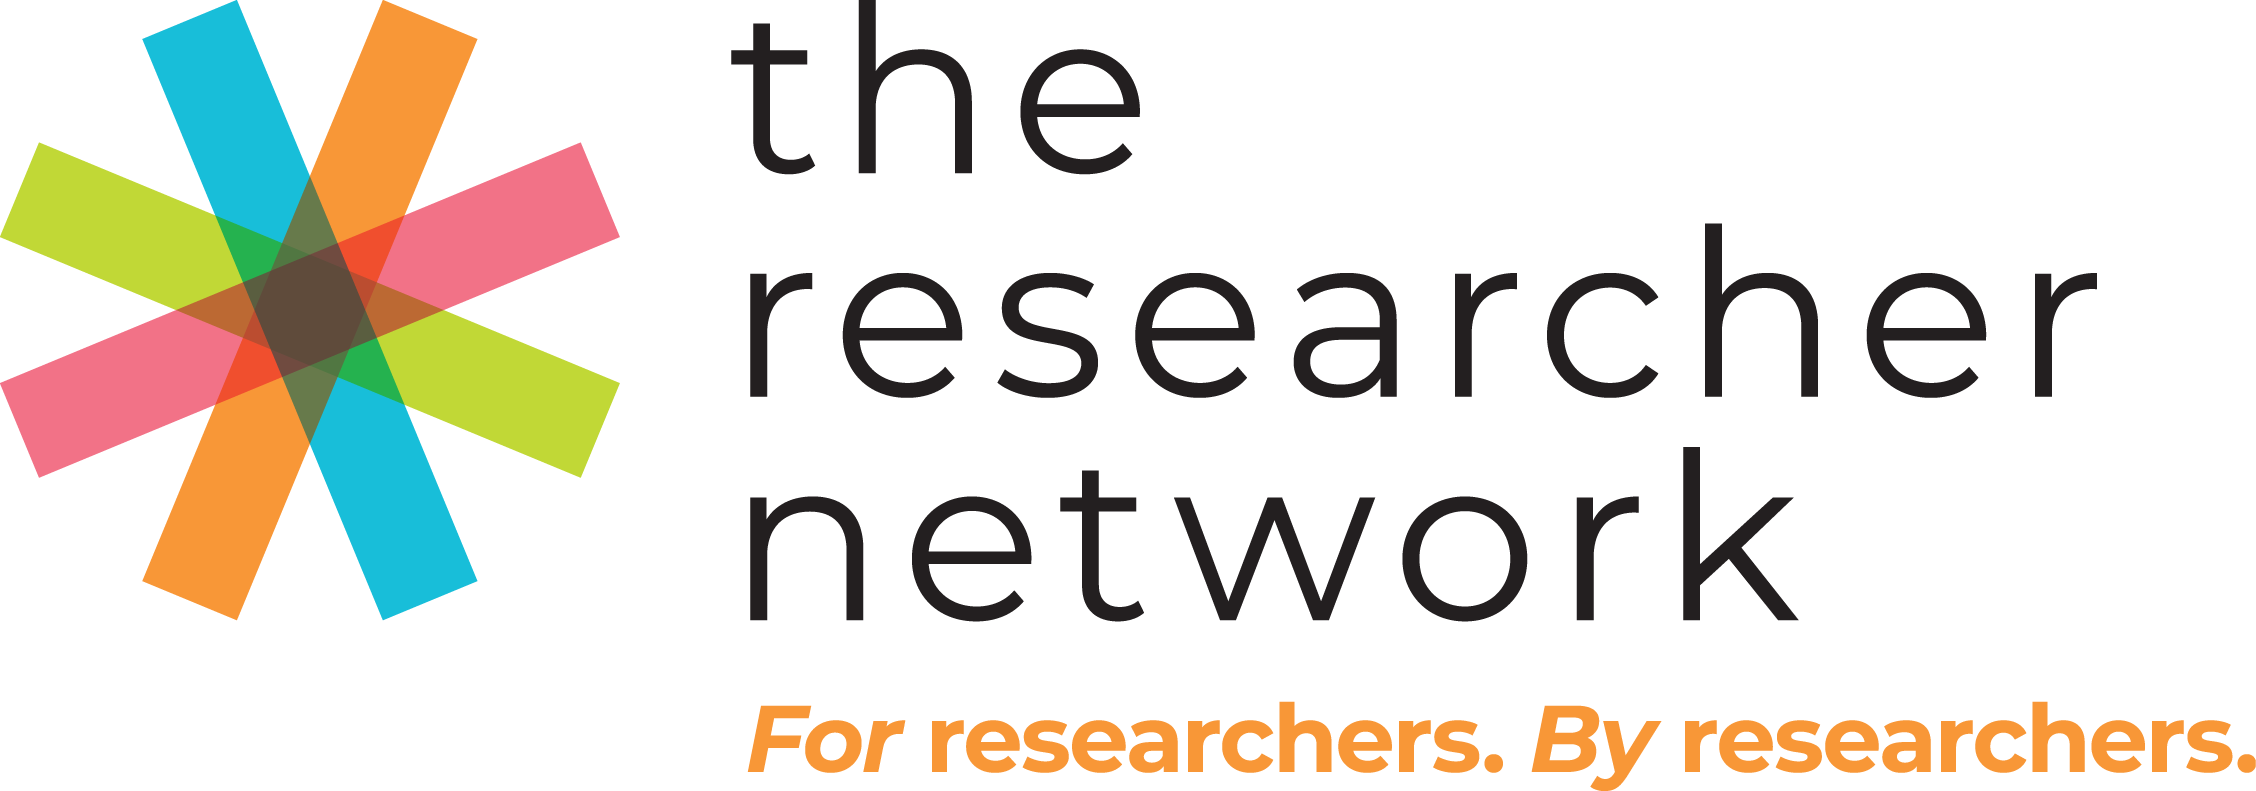 the
researcher
network
For researchers. By researchers.